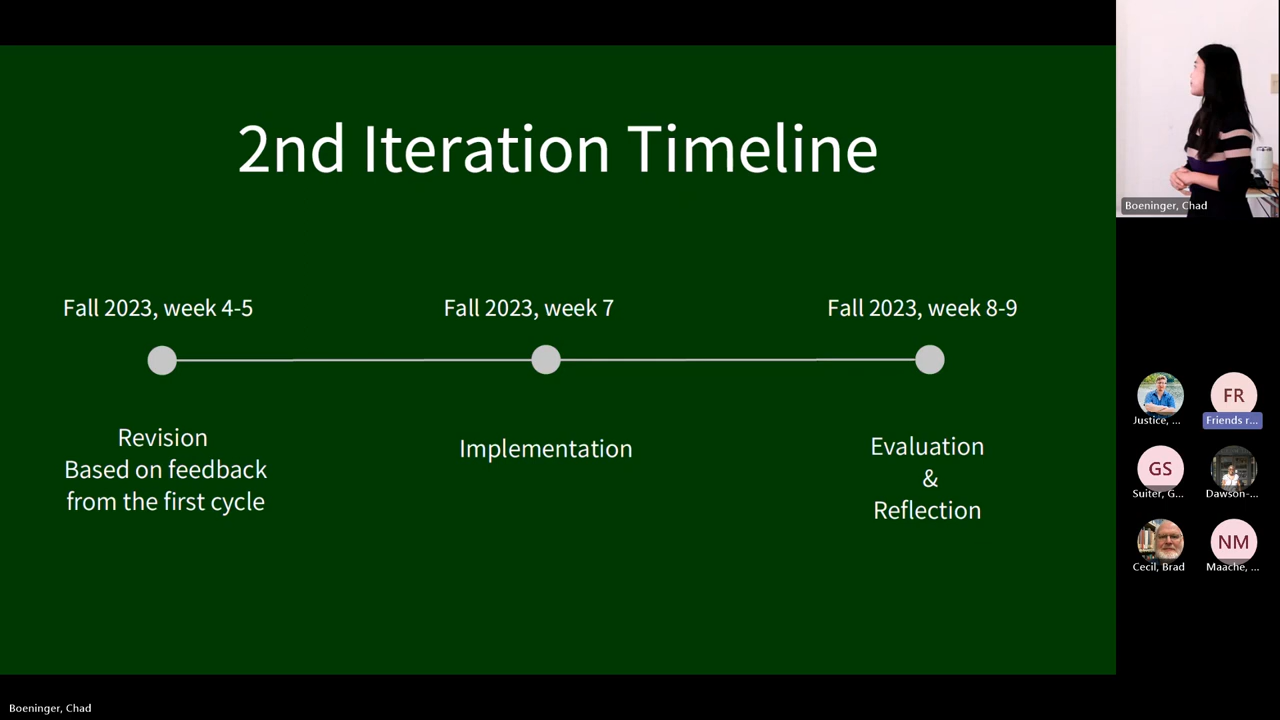 2nd Iteration Timeline
Fall 2023, week 4-5
Fall 2023, week 7
Fall 2023, week 8-9
Revision
Based on feedback
from the first cycle
Implementation
Evaluation
&
Reflection
Boeninger, Chad
Justice, ...
FR
Friends r...
GS
Suiter, G...
Dawson-...
Cecil, Brad
NM
Maache, ...
Boeninger, Chad